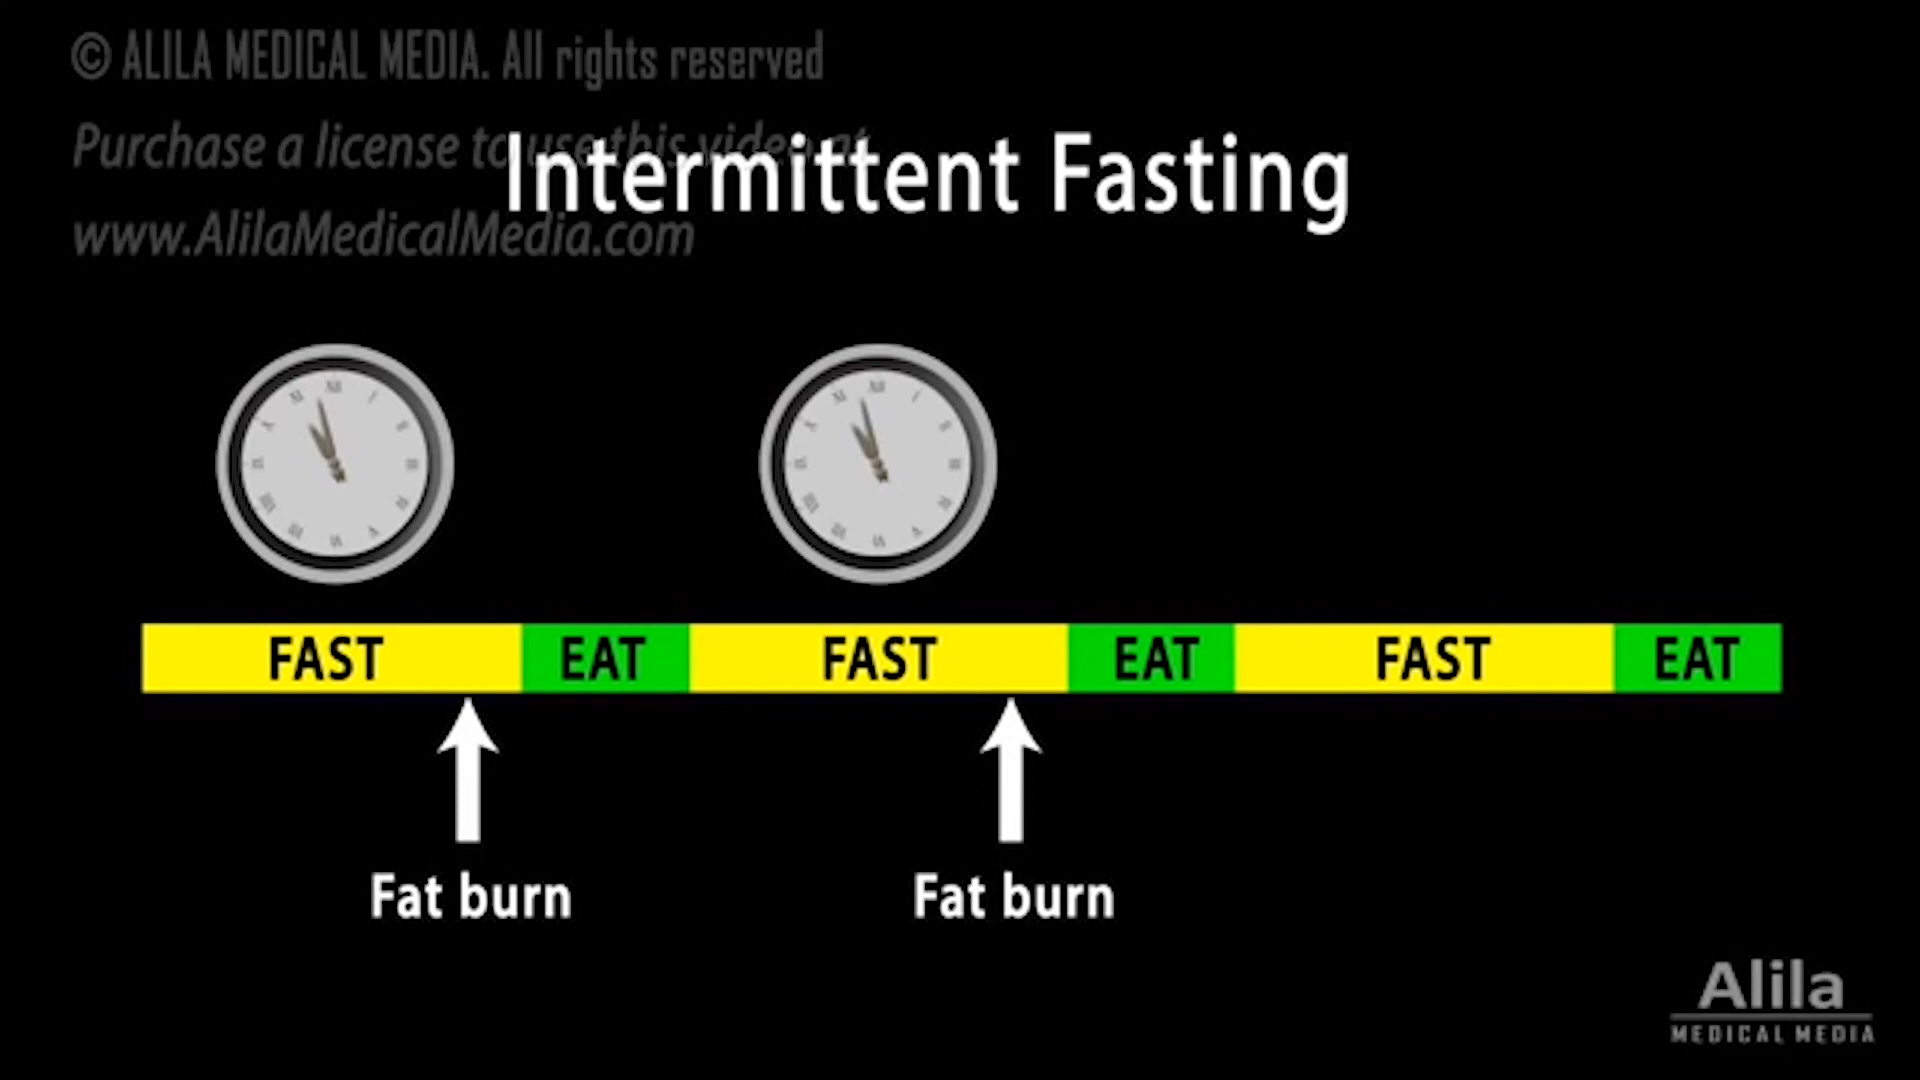 © ALILA MEDICAL MEDIA. All rights reserved
Purchase a license to use this video at
www.AlilaMedicalMedia.com
Intermittent Fasting
FAST EAT FAST EAT FAST EAT
Fat burn Fat burn
Alila
MEDICAL MEDIA